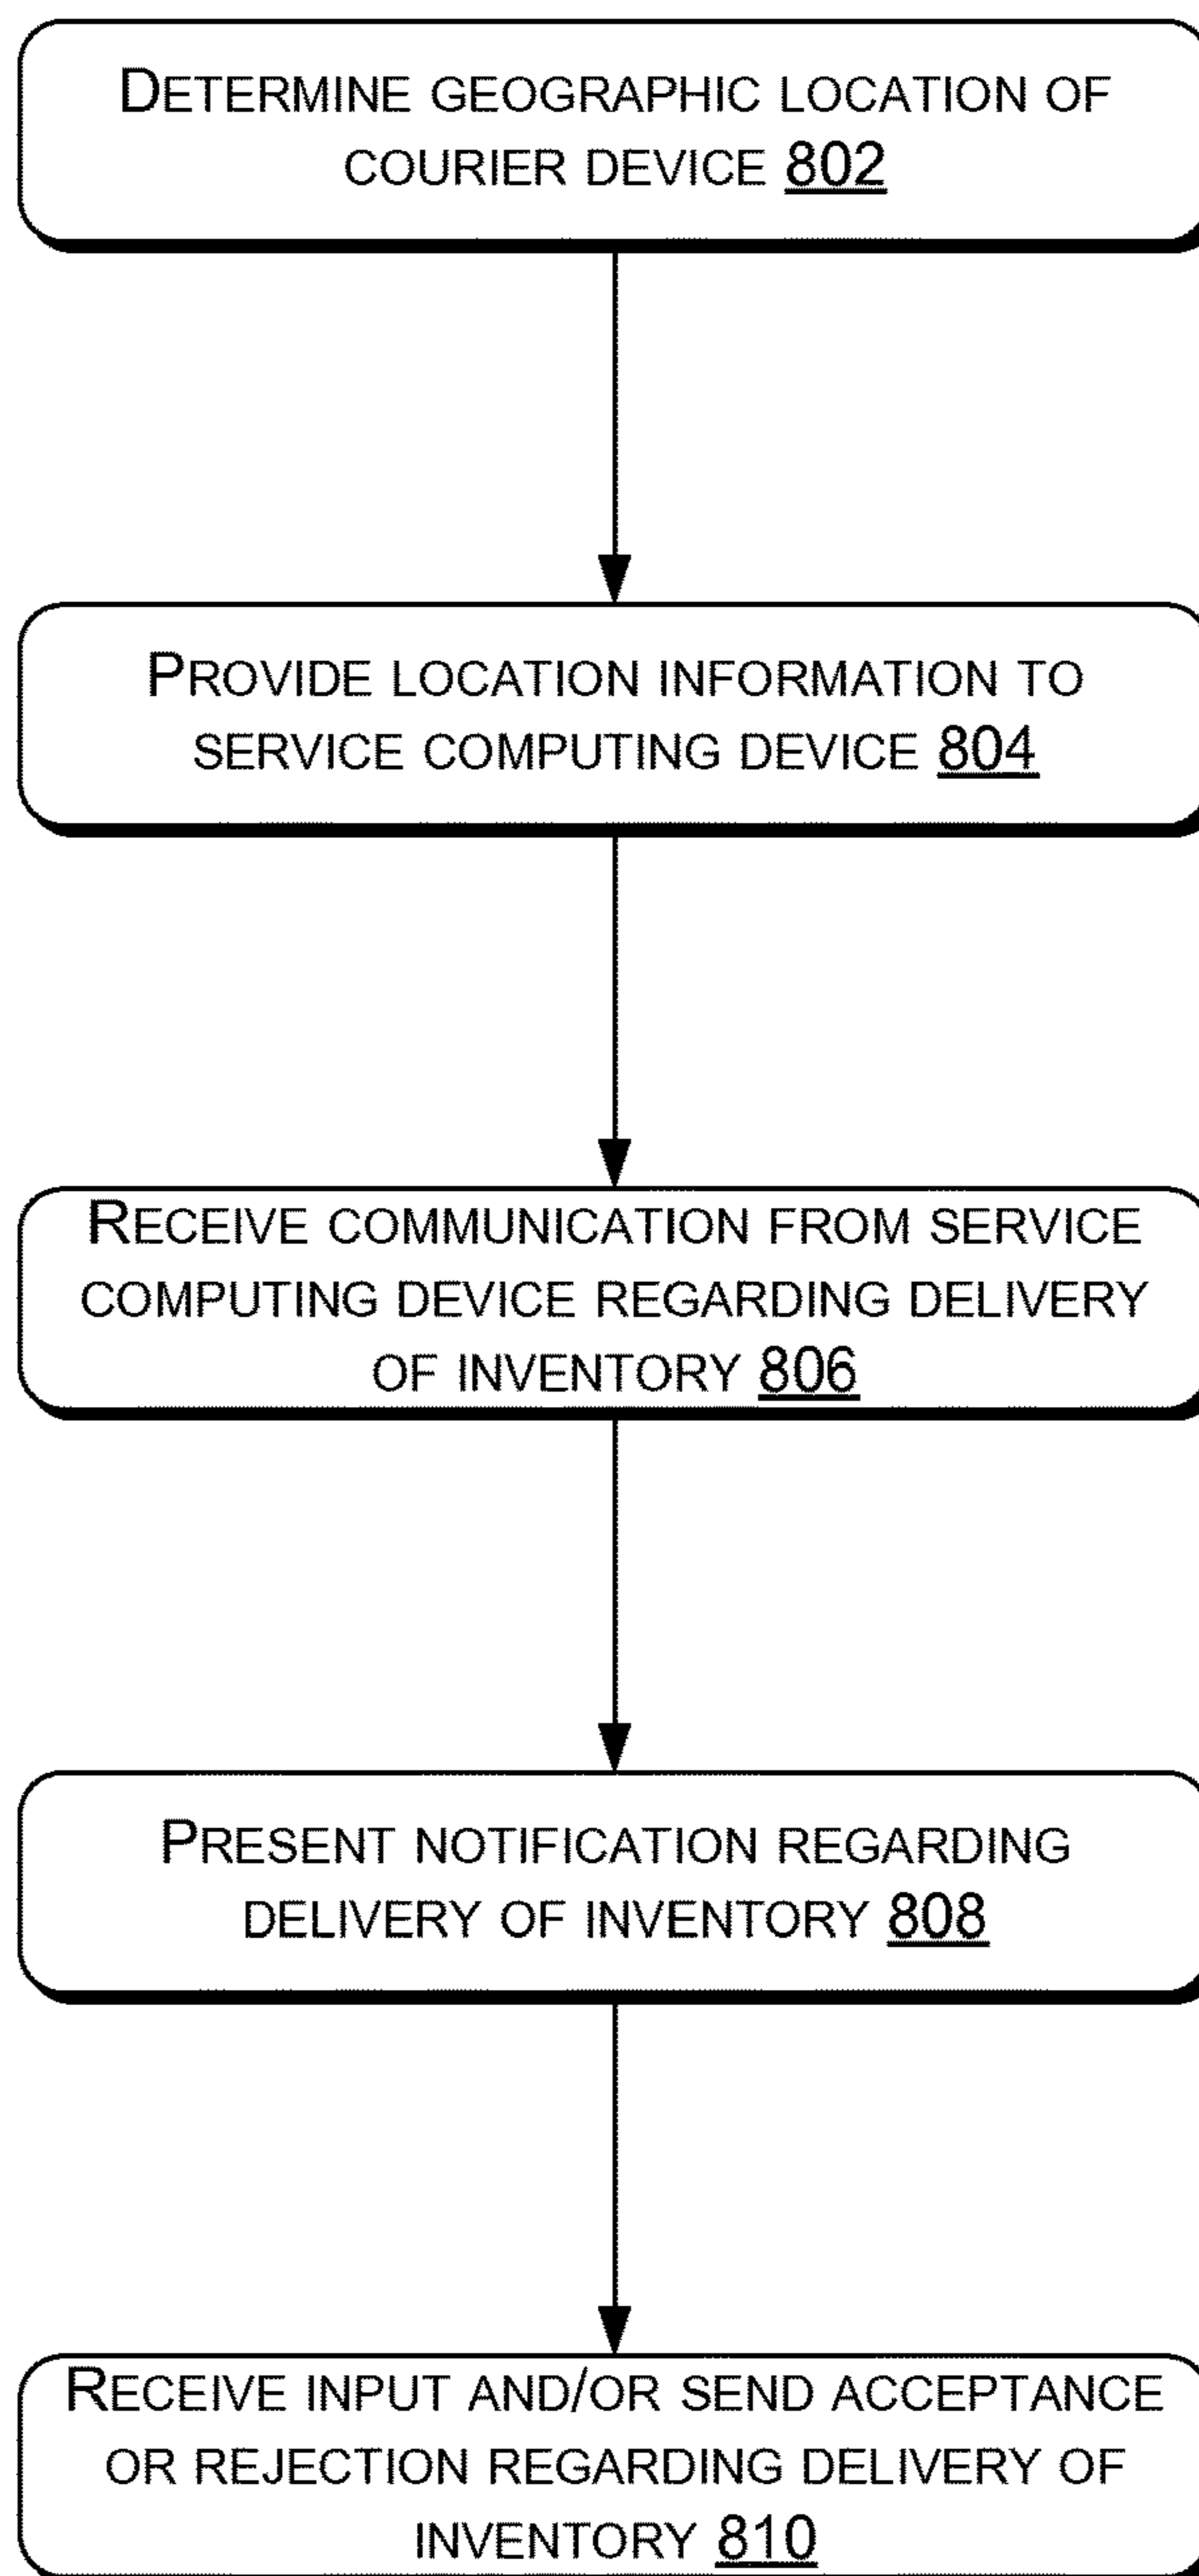 DETERMINE GEOGRAPHIC LOCATION OF
COURIER DEVICE 802
PROVIDE LOCATION INFORMATION TO
SERVICE COMPUTING DEVICE 804
RECEIVE COMMUNICATION FROM SERVICE
COMPUTING DEVICE REGARDING DELIVERY
OF INVENTORY 806
PRESENT NOTIFICATION REGARDING
DELIVERY OF INVENTORY 808
RECEIVE INPUT AND/OR SEND ACCEPTANCE
OR REJECTION REGARDING DELIVERY OF
INVENTORY 810